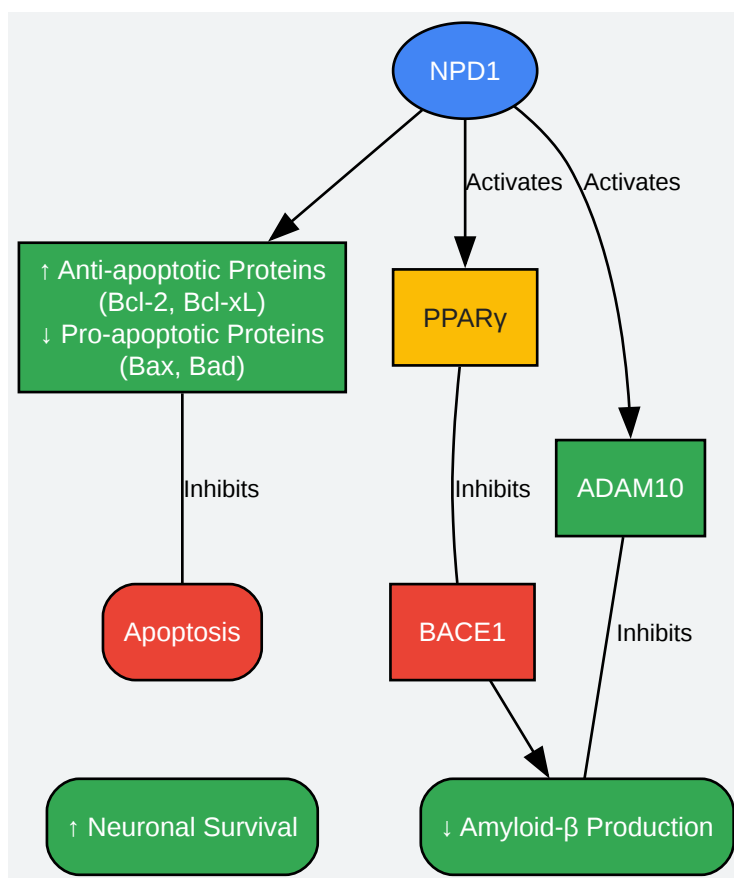 NPD1
Activates
Activates
↑ Anti-apoptotic Proteins
(Bcl-2, Bcl-xL)
↓ Pro-apoptotic Proteins
(Bax, Bad)
PPARγ
Inhibits
Inhibits
ADAM10
Apoptosis
BACE1
Inhibits
↑ Neuronal Survival
↓ Amyloid-β Production